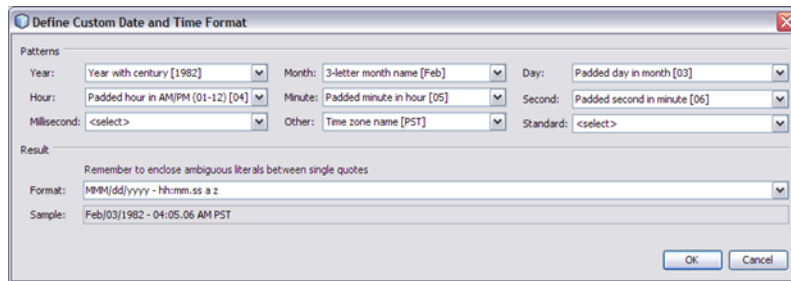 Define Custom Date and Time Format
Patterns
Year: Year with century [1982] Month: 3-letter month name [Feb] Day: Padded day in month [03]
Hour: Padded hour in AM/PM (01-12) [04] Minute: Padded minute in hour [05] Second: Padded second in minute [06]
Millisecond: <select> Other: Time zone name [PST] Standard: <select>
Result
Remember to enclose ambiguous literals between single quotes
Format: MMM/dd/yyyy - hh:mm.ss a z
Sample: Feb/03/1982 - 04:05.06 AM PST
OK Cancel